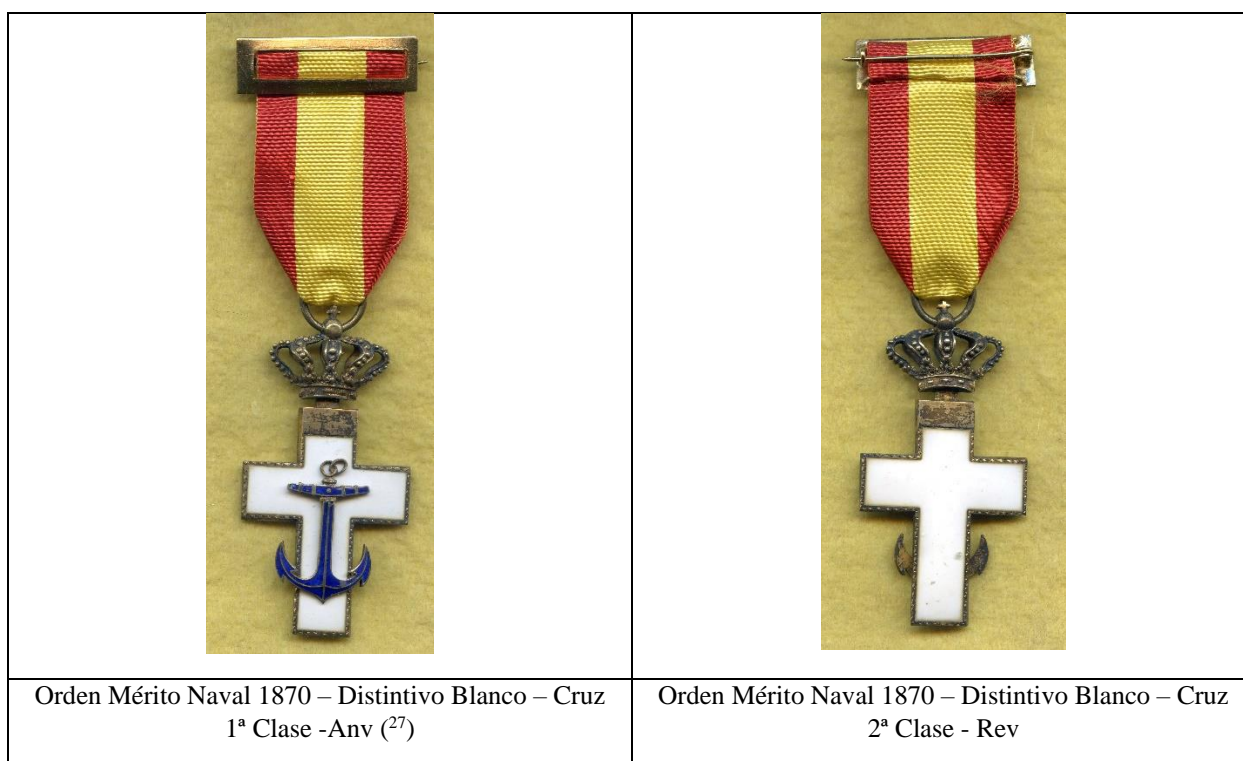 Orden Mérito Naval 1870 – Distintivo Blanco – Cruz
1ª Clase -Anv (²⁷)
Orden Mérito Naval 1870 – Distintivo Blanco – Cruz
2ª Clase - Rev